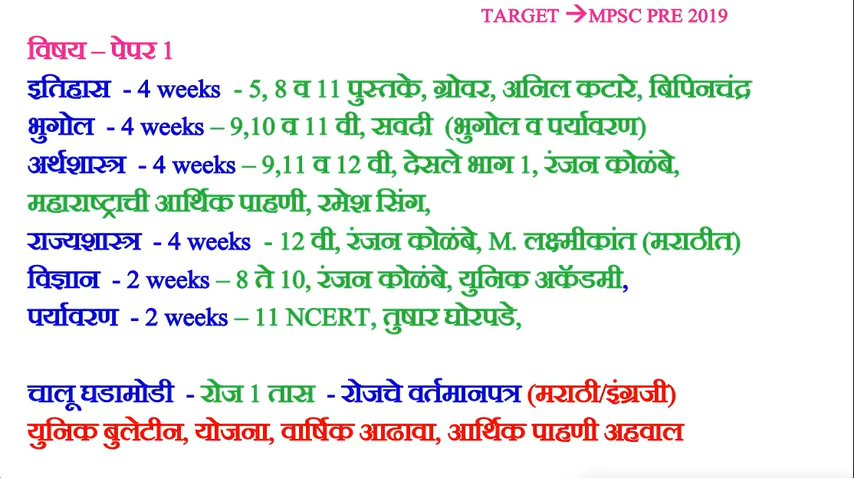 TARGET →MPSC PRE 2019
विषय – पेपर 1
इतिहास - 4 weeks - 5, 8 व 11 पुस्तके, ग्रोवर, अनिल कटारे, बिपिनचंद्र
भुगोल - 4 weeks – 9,10 व 11 वी, सवदी (भुगोल व पर्यावरण)
अर्थशास्त्र - 4 weeks – 9,11 व 12 वी, देसले भाग 1, रंजन कोळंबे,
महाराष्ट्राची आर्थिक पाहणी, रमेश सिंग,
राज्यशास्त्र - 4 weeks - 12 वी, रंजन कोळंबे, M. लक्ष्मीकांत (मराठीत)
विज्ञान - 2 weeks – 8 ते 10, रंजन कोळंबे, युनिक अकॅडमी,
पर्यावरण - 2 weeks – 11 NCERT, तुषार घोरपडे,
चालू घडामोडी - रोज 1 तास - रोजचे वर्तमानपत्र (मराठी/इंग्रजी)
युनिक बुलेटीन, योजना, वार्षिक आढावा, आर्थिक पाहणी अहवाल